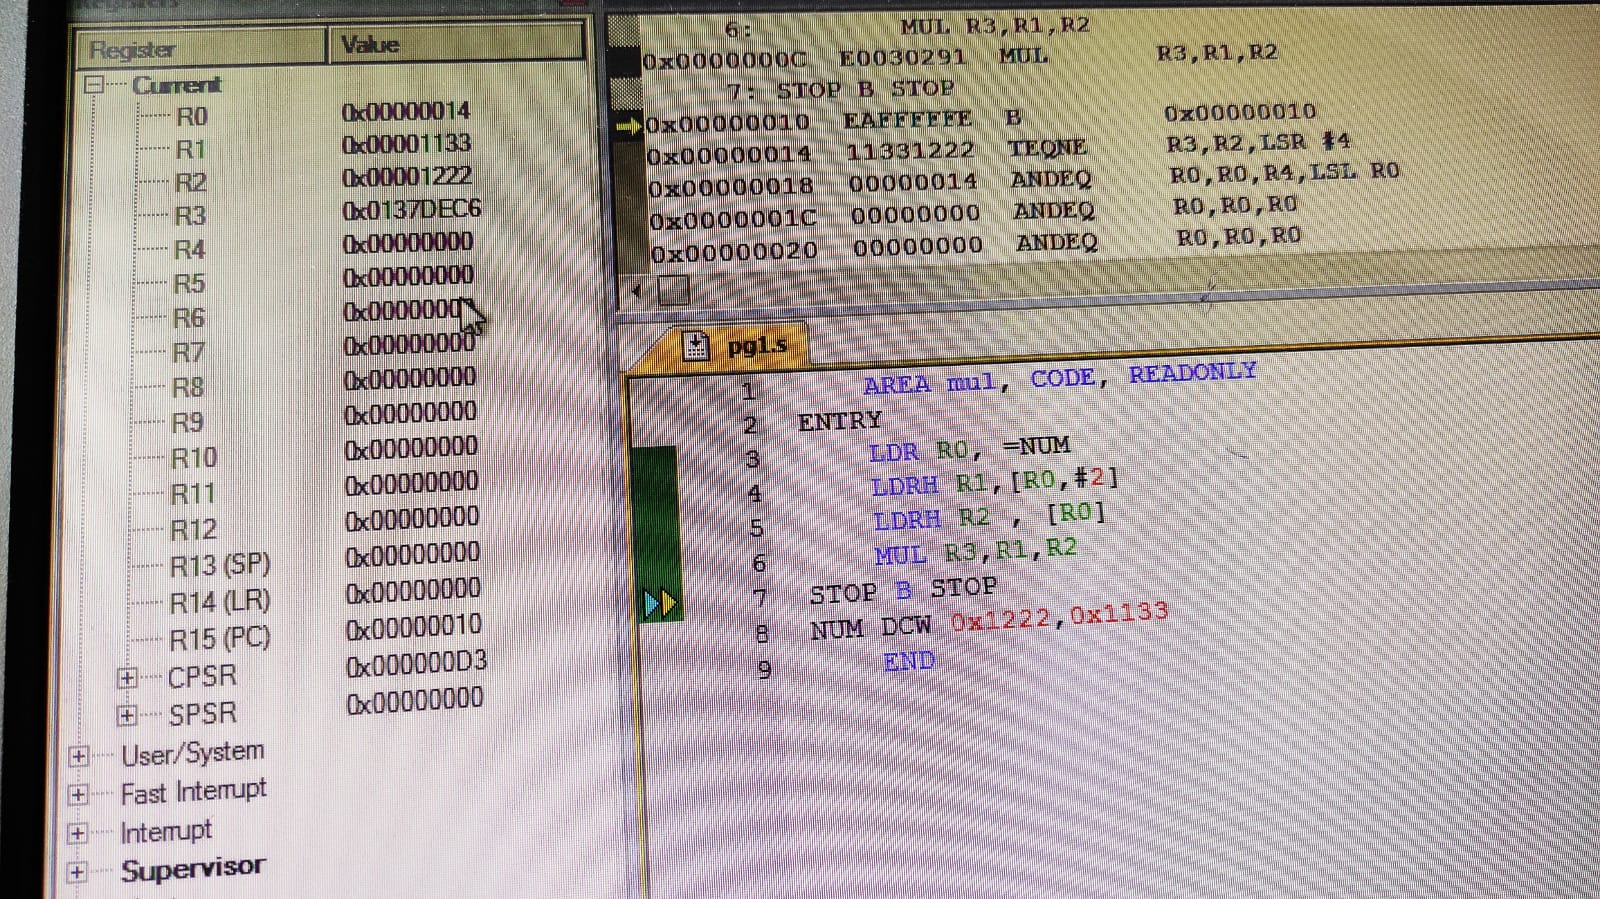 Register Value
Current
R0 0x00000014
R1 0x00001133
R2 0x00001222
R3 0x0137DEC6
R4 0x00000000
R5 0x00000000
R6 0x0000000
R7 0x00000000
R8 0x00000000
R9 0x00000000
R10 0x00000000
R11 0x00000000
R12 0x00000000
R13 (SP) 0x00000000
R14 (LR) 0x00000000
R15 (PC) 0x00000010
CPSR 0x000000D3
SPSR 0x00000000
User/System
Fast Interrupt
Interrupt
Supervisor
6: MUL R3,R1,R2
0x0000000C E0030291 MUL R3,R1,R2
7: STOP B STOP
0x00000010 EAFFFFFE B 0x00000010
0x00000014 11331222 TEQNE R3,R2,LSR #4
0x00000018 00000014 ANDEQ R0,R0,R4,LSL R0
0x0000001C 00000000 ANDEQ R0,R0,R0
0x00000020 00000000 ANDEQ R0,R0,R0
pg1.s
1 AREA mul, CODE, READONLY
2 ENTRY
3 LDR R0, =NUM
4 LDRH R1,[R0,#2]
5 LDRH R2 , [R0]
6 MUL R3,R1,R2
7 STOP B STOP
8 NUM DCW 0x1222,0x1133
9 END